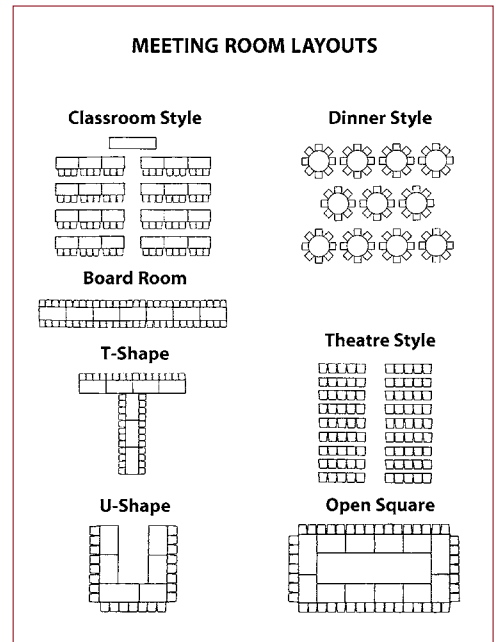 MEETING ROOM LAYOUTS
Classroom Style
Dinner Style
Board Room
T-Shape
Theatre Style
U-Shape
Open Square